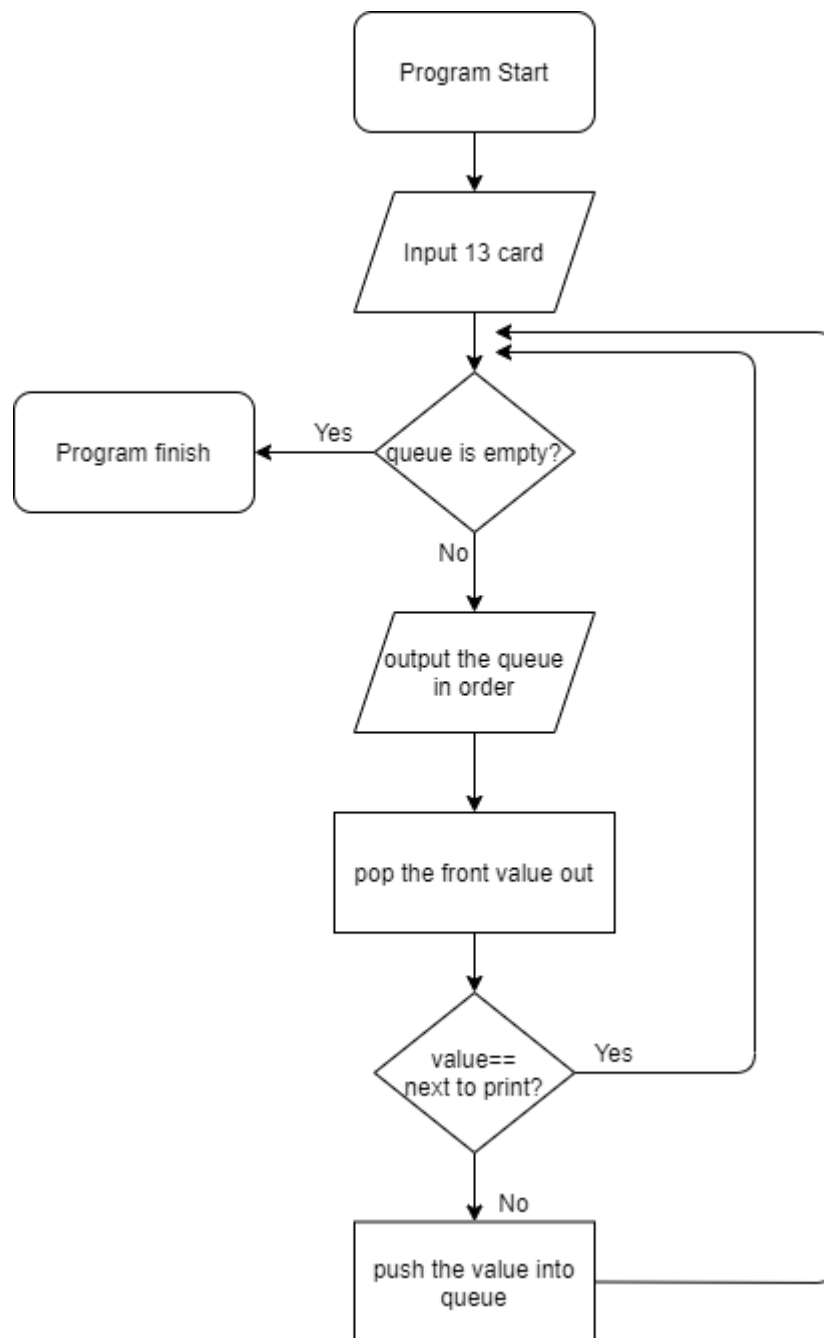 Program Start
Input 13 card
Yes
Program finish
queue is empty?
No
output the queue
in order
pop the front value out
value==
next to print?
Yes
No
push the value into
queue